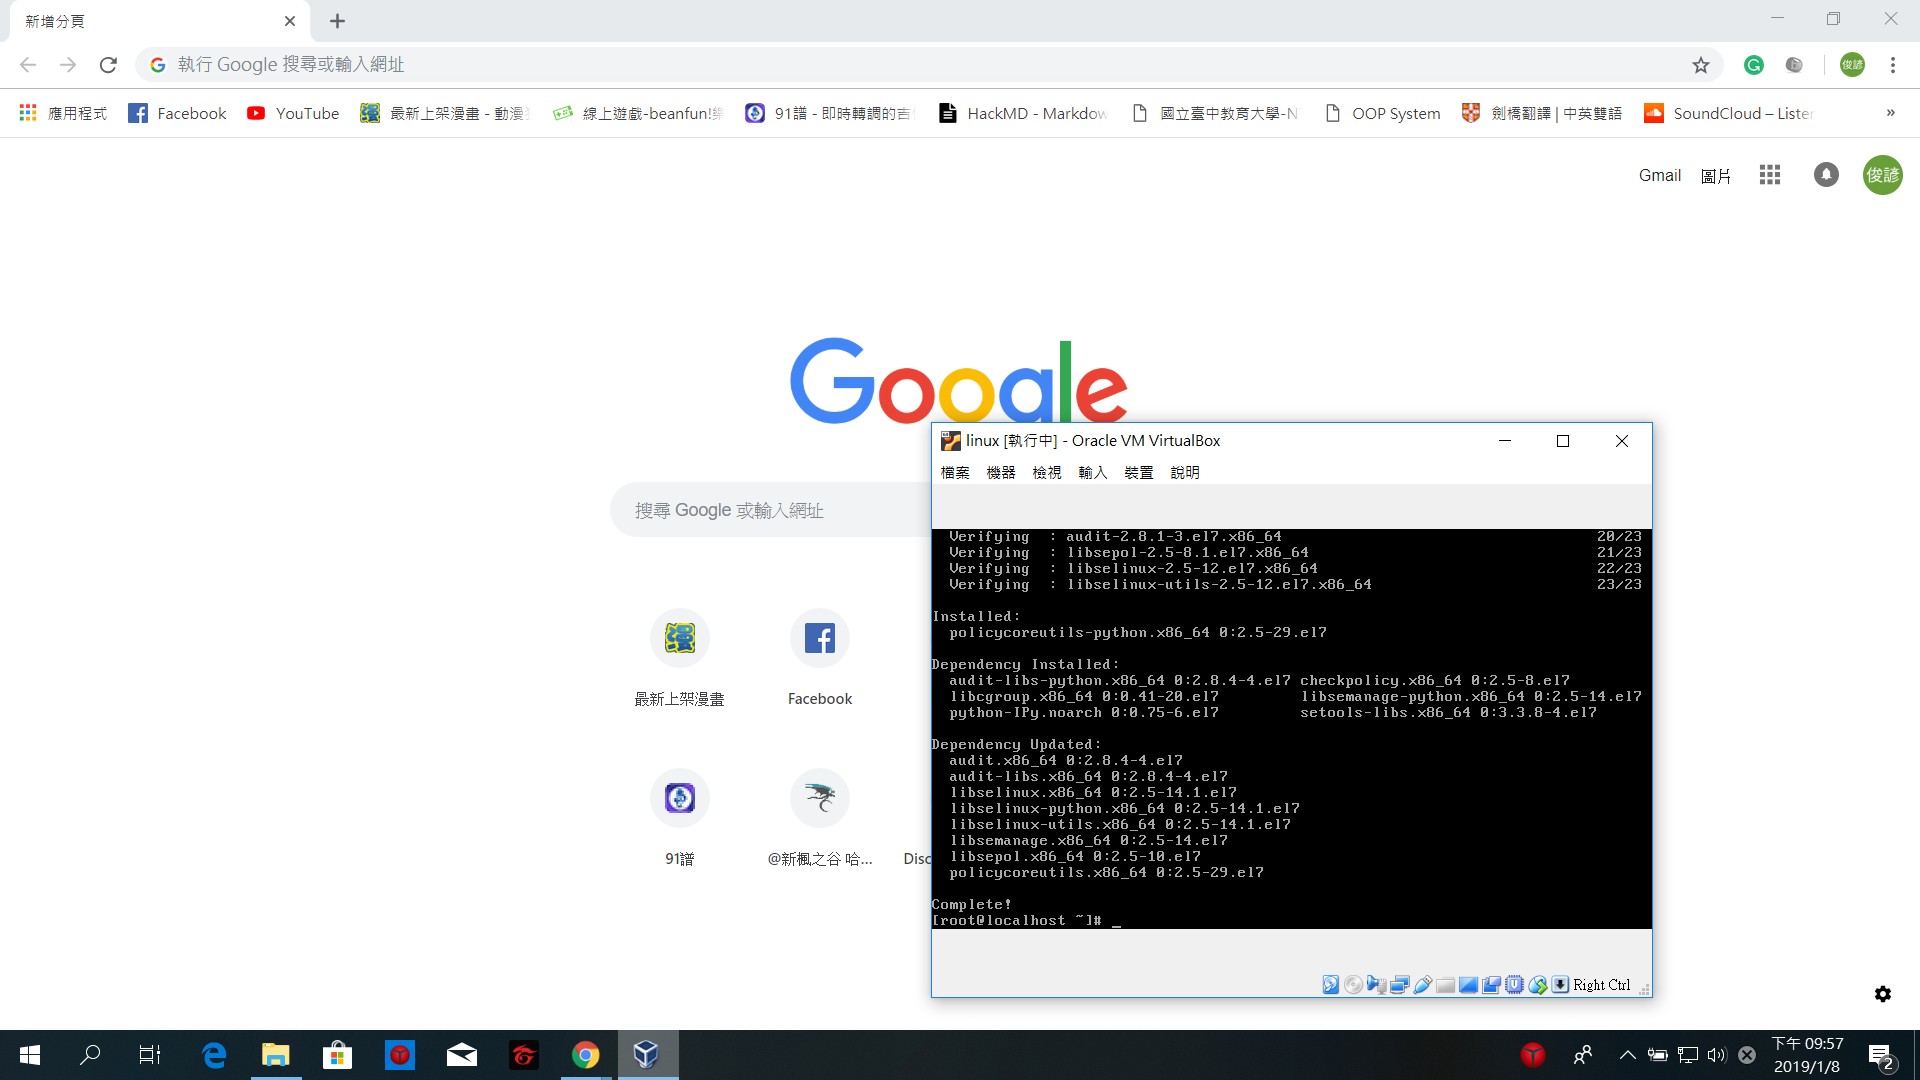 新增分頁
執行 Google 搜尋或輸入網址
俊諺
應用程式
Facebook
YouTube
最新上架漫畫 - 動漫
線上遊戲-beanfun!
91譜 - 即時轉調的吉
HackMD - Markdow
國立臺中教育大學-N
OOP System
劍橋翻譯 | 中英雙語
SoundCloud – Lister
»
Gmail
圖片
俊諺
Google
搜尋 Google 或輸入網址
最新上架漫畫
Facebook
91譜
@新楓之谷 哈...
Disc
linux [執行中] - Oracle VM VirtualBox
檔案 機器 檢視 輸入 裝置 說明
Verifying : audit-2.8.1-3.el7.x86_64 20/23
Verifying : libsepol-2.5-8.1.el7.x86_64 21/23
Verifying : libselinux-2.5-12.el7.x86_64 22/23
Verifying : libselinux-utils-2.5-12.el7.x86_64 23/23
Installed:
policycoreutils-python.x86_64 0:2.5-29.el7
Dependency Installed:
audit-libs-python.x86_64 0:2.8.4-4.el7 checkpolicy.x86_64 0:2.5-8.el7
libcgroup.x86_64 0:0.41-20.el7 libsemanage-python.x86_64 0:2.5-14.el7
python-IPy.noarch 0:0.75-6.el7 setools-libs.x86_64 0:3.3.8-4.el7
Dependency Updated:
audit.x86_64 0:2.8.4-4.el7
audit-libs.x86_64 0:2.8.4-4.el7
libselinux.x86_64 0:2.5-14.1.el7
libselinux-python.x86_64 0:2.5-14.1.el7
libselinux-utils.x86_64 0:2.5-14.1.el7
libsemanage.x86_64 0:2.5-14.el7
libsepol.x86_64 0:2.5-10.el7
policycoreutils.x86_64 0:2.5-29.el7
Complete!
[root@localhost ~]# _
Right Ctrl
下午 09:57
2019/1/8
2